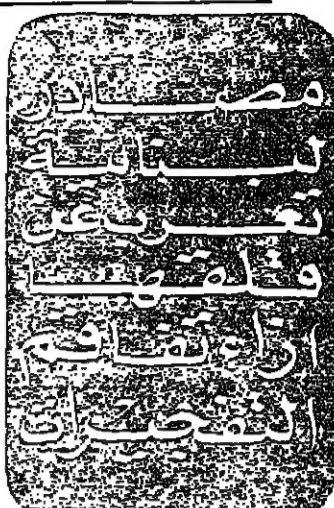 مصادر
لبنانية
تعرب عن
قلقها
ازاء تفاقم
التفجيرات